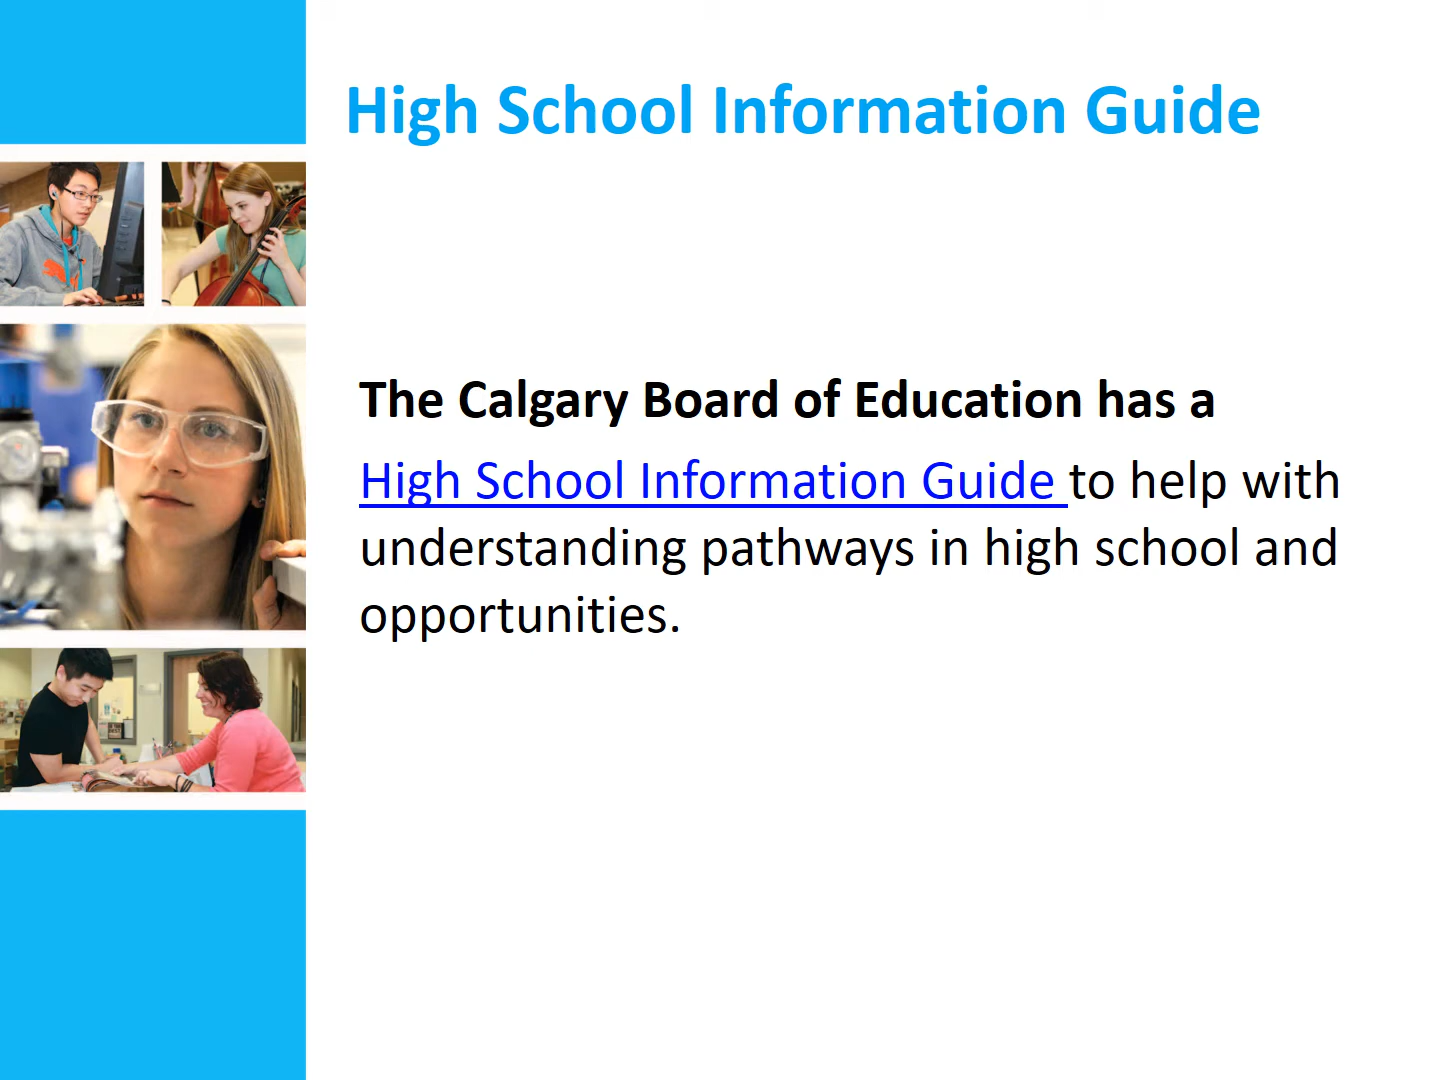 High School Information Guide
The Calgary Board of Education has a
High School Information Guide to help with
understanding pathways in high school and
opportunities.